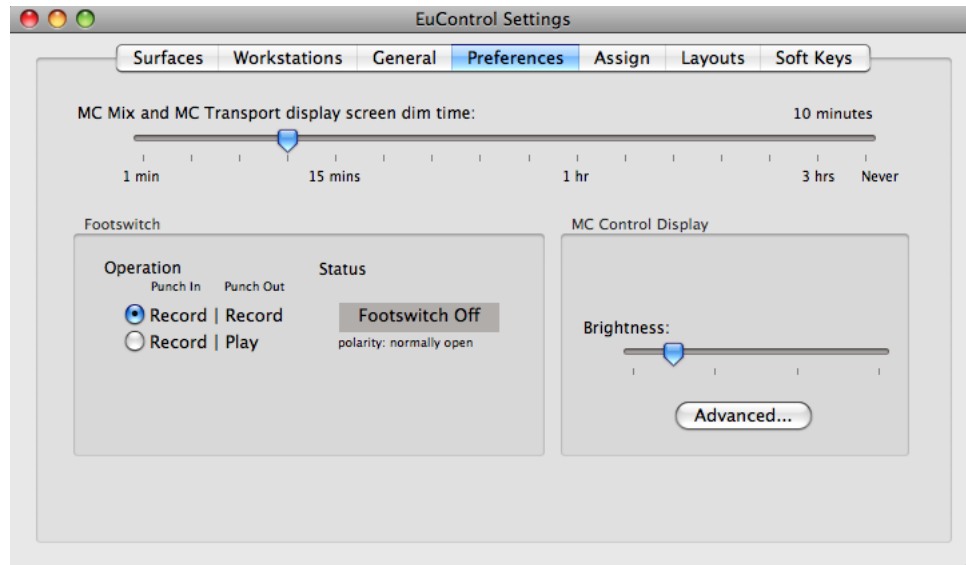 EuControl Settings
Surfaces Workstations General Preferences Assign Layouts Soft Keys
MC Mix and MC Transport display screen dim time: 10 minutes
1 min 15 mins 1 hr 3 hrs Never
Footswitch
Operation Status
Punch In Punch Out
Record | Record
Footswitch Off
Record | Play
polarity: normally open
MC Control Display
Brightness:
Advanced...